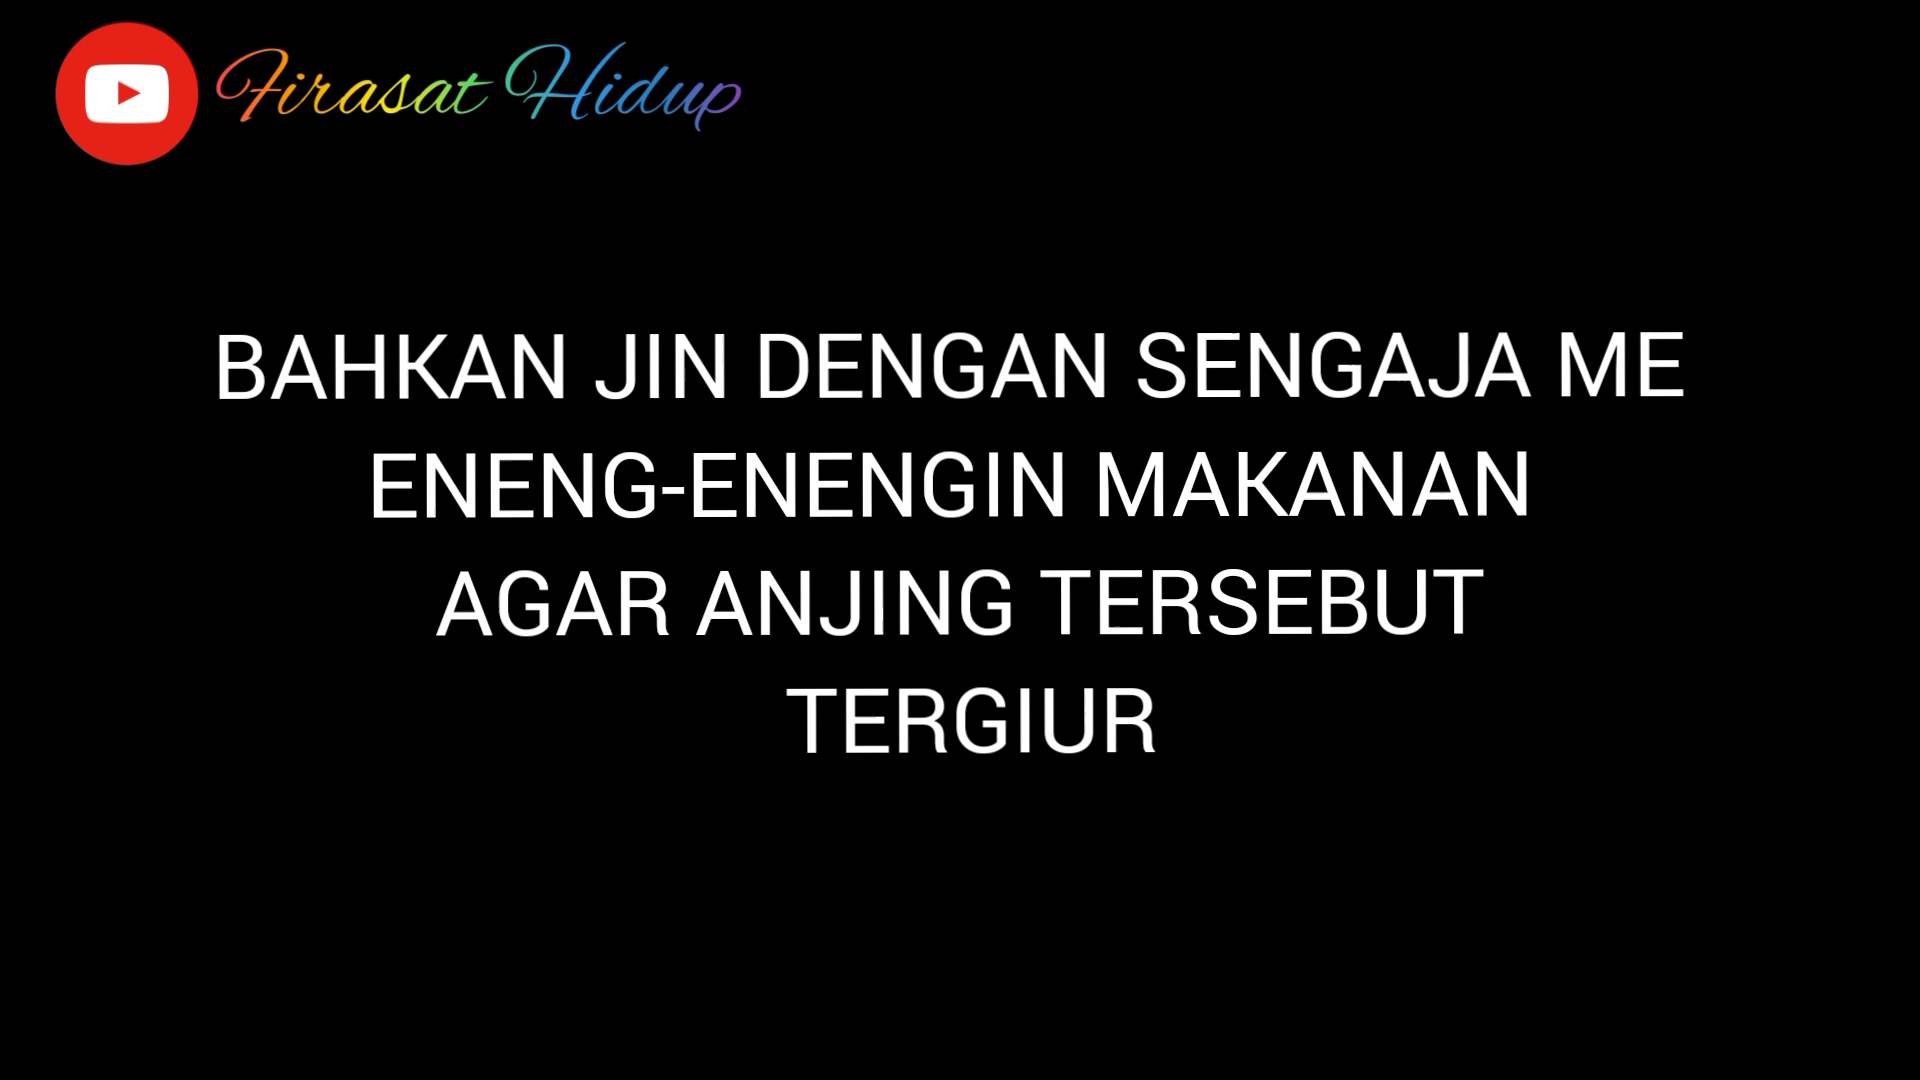 Firasat Hidup
BAHKAN JIN DENGAN SENGAJA ME
ENENG-ENENGIN MAKANAN
AGAR ANJING TERSEBUT
TERGIUR